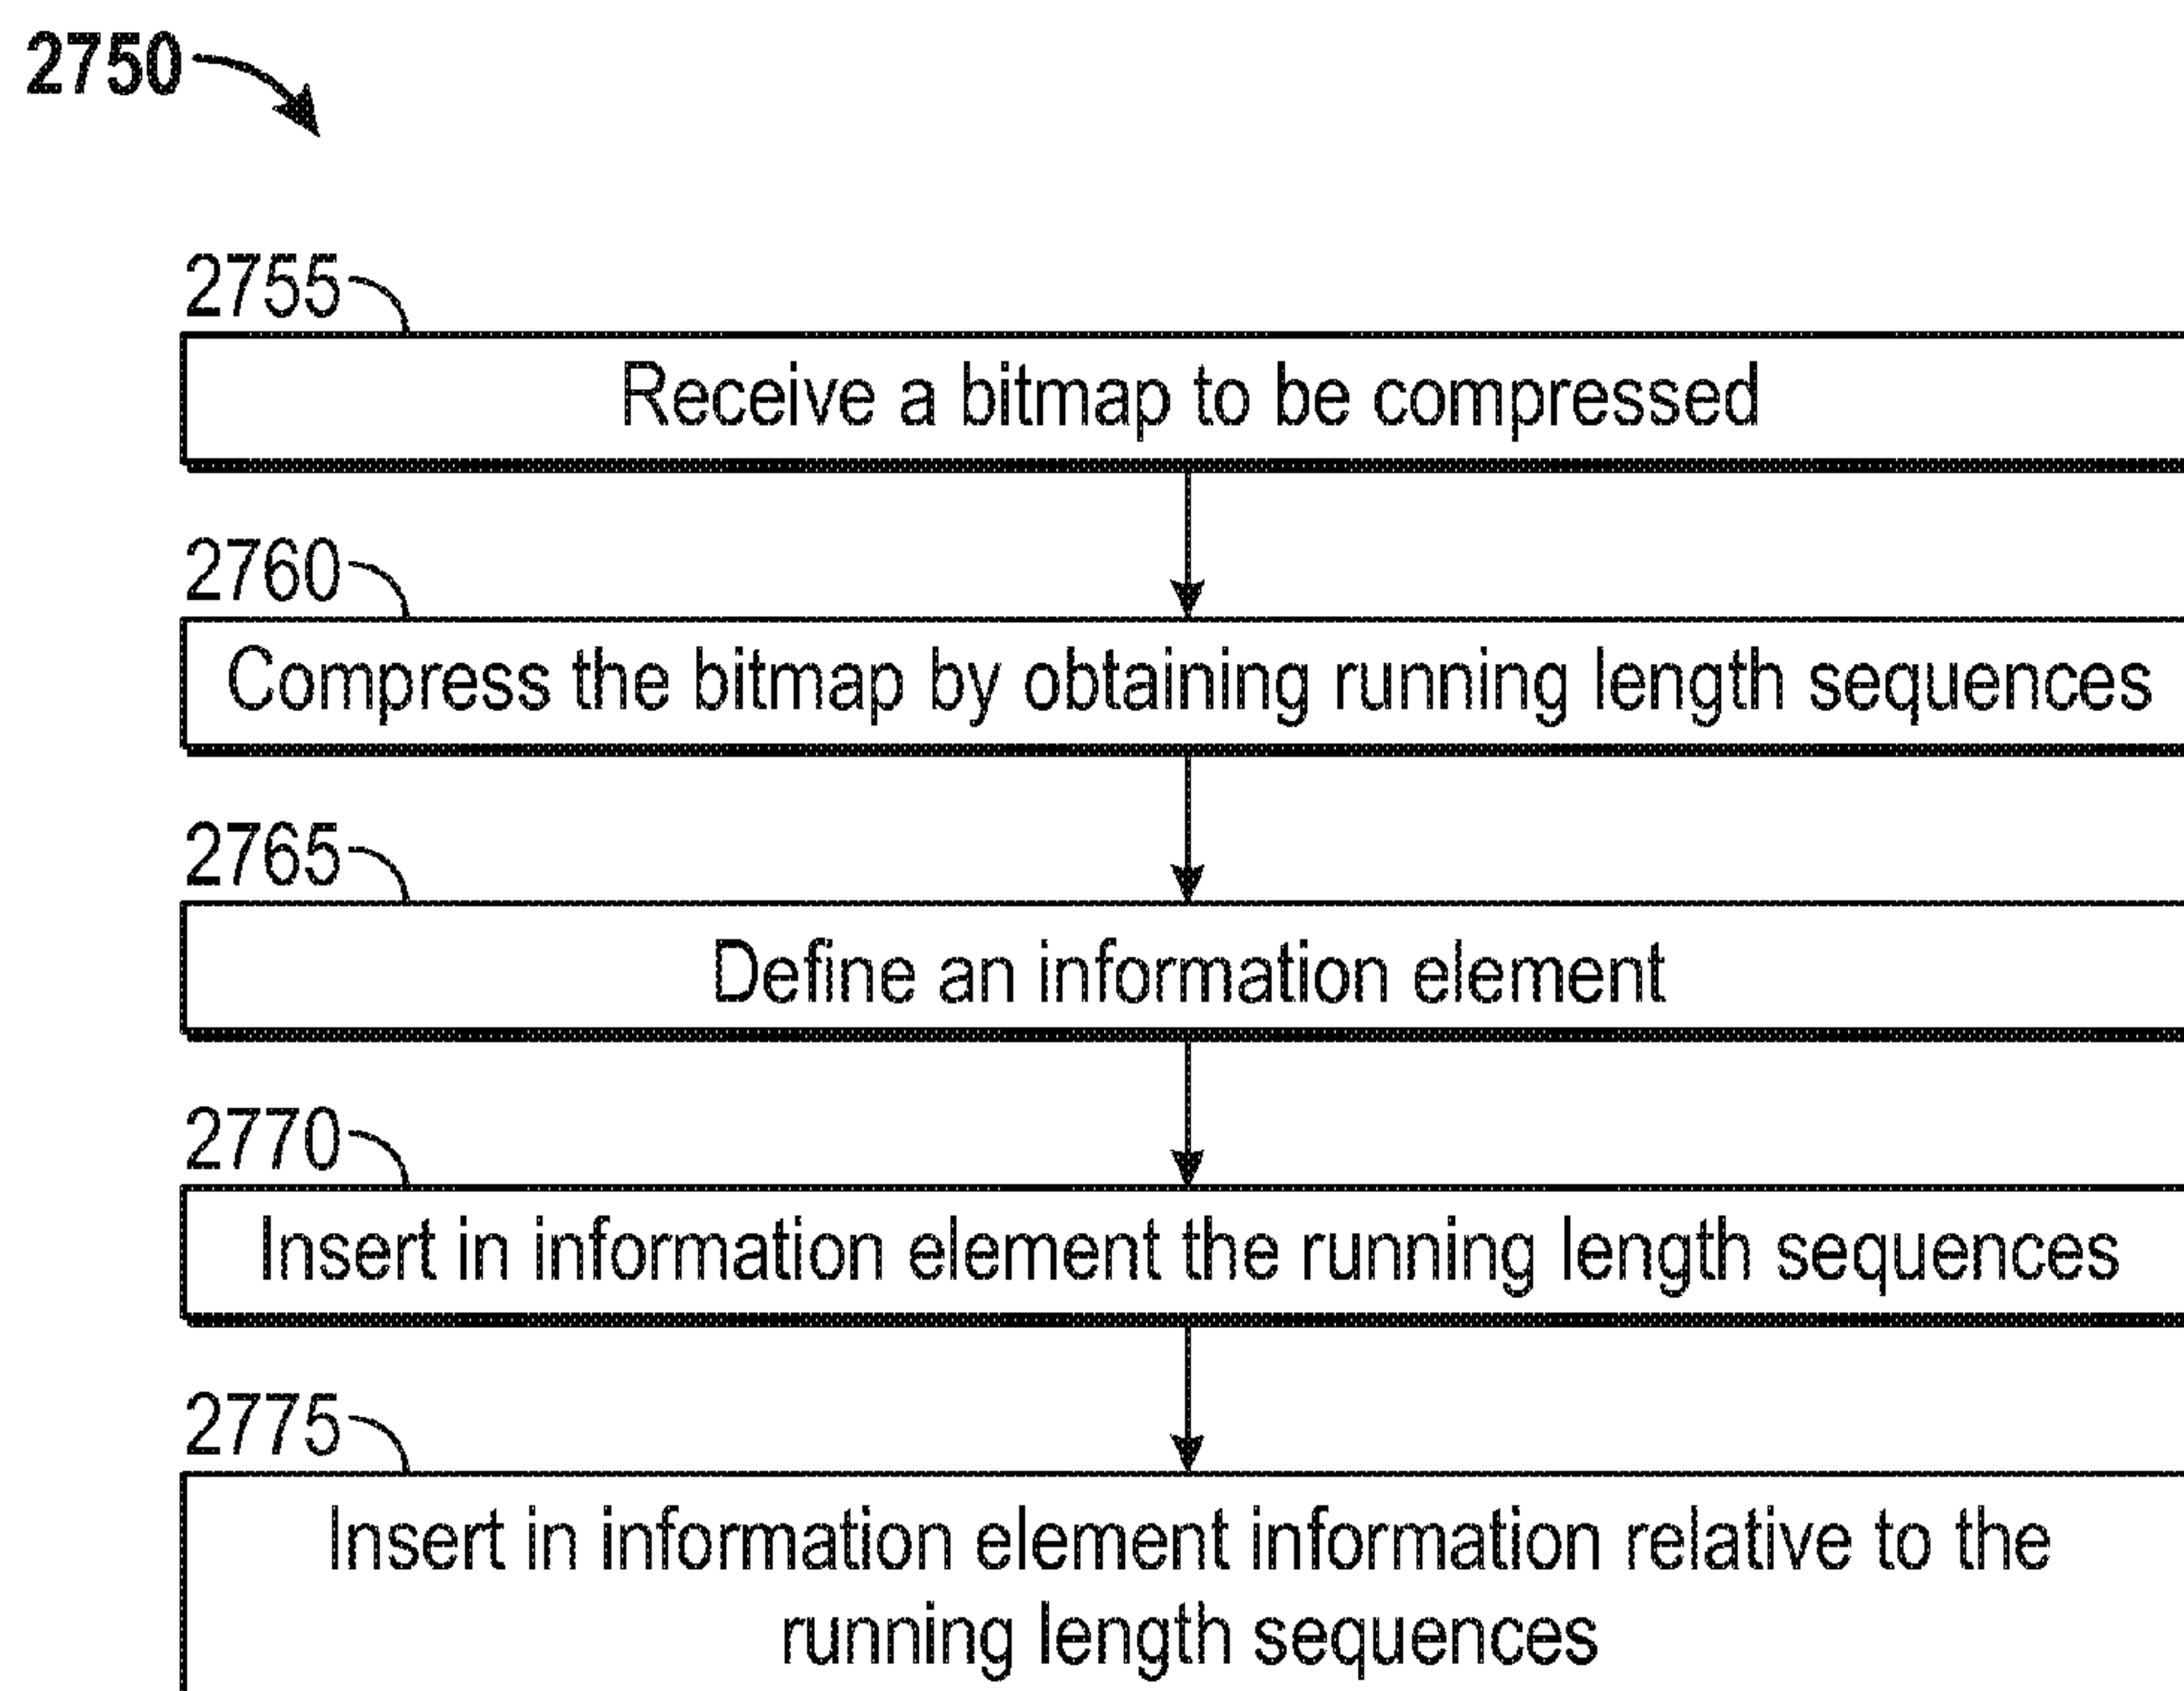 2750
2755
Receive a bitmap to be compressed
2760
Compress the bitmap by obtaining running length sequences
2765
Define an information element
2770
Insert in information element the running length sequences
2775
Insert in information element information relative to the
running length sequences